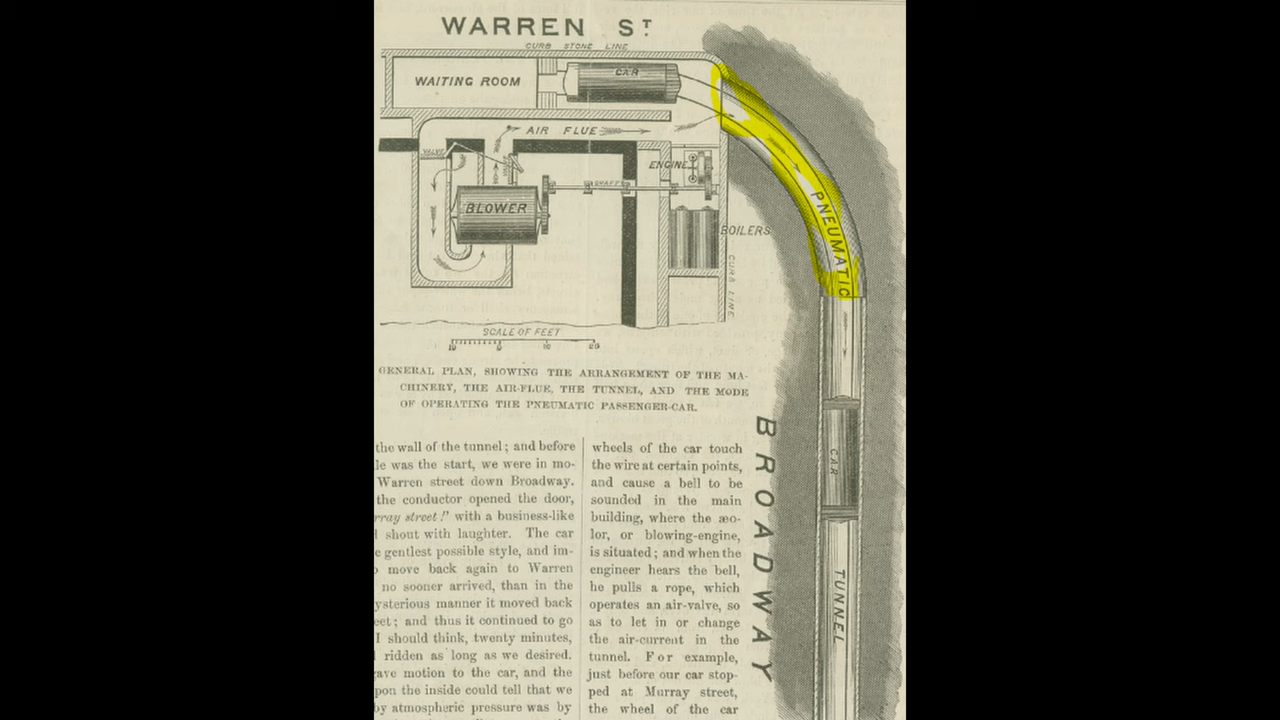 WARREN ST.
CURB STONE LINE
WAITING ROOM
CAR
AIR FLUE
VALVE
ENGINE
SHAFT
BLOWER
BOILERS
CURB LINE
PNEUMATIC
CAR
TUNNEL
BROADWAY
SCALE OF FEET
10 0 10 20
GENERAL PLAN, SHOWING THE ARRANGEMENT OF THE MA-
CHINERY, THE AIR-FLUE, THE TUNNEL, AND THE MODE
OF OPERATING THE PNEUMATIC PASSENGER-CAR.
the wall of the tunnel; and before
le was the start, we were in mo-
Warren street down Broadway.
the conductor opened the door,
rray street!" with a business-like
shout with laughter. The car
e gentlest possible style, and im-
move back again to Warren
no sooner arrived, than in the
ysterious manner it moved back
eet; and thus it continued to go
I should think, twenty minutes,
ridden as long as we desired.
ave motion to the car, and the
pon the inside could tell that we
by atmospheric pressure was by
wheels of the car touch
the wire at certain points,
and cause a bell to be
sounded in the main
building, where the æo-
lor, or blowing-engine,
is situated; and when the
engineer hears the bell,
he pulls a rope, which
operates an air-valve, so
as to let in or change
the air-current in the
tunnel. For example,
just before our car stop-
ped at Murray street,
the wheel of the car